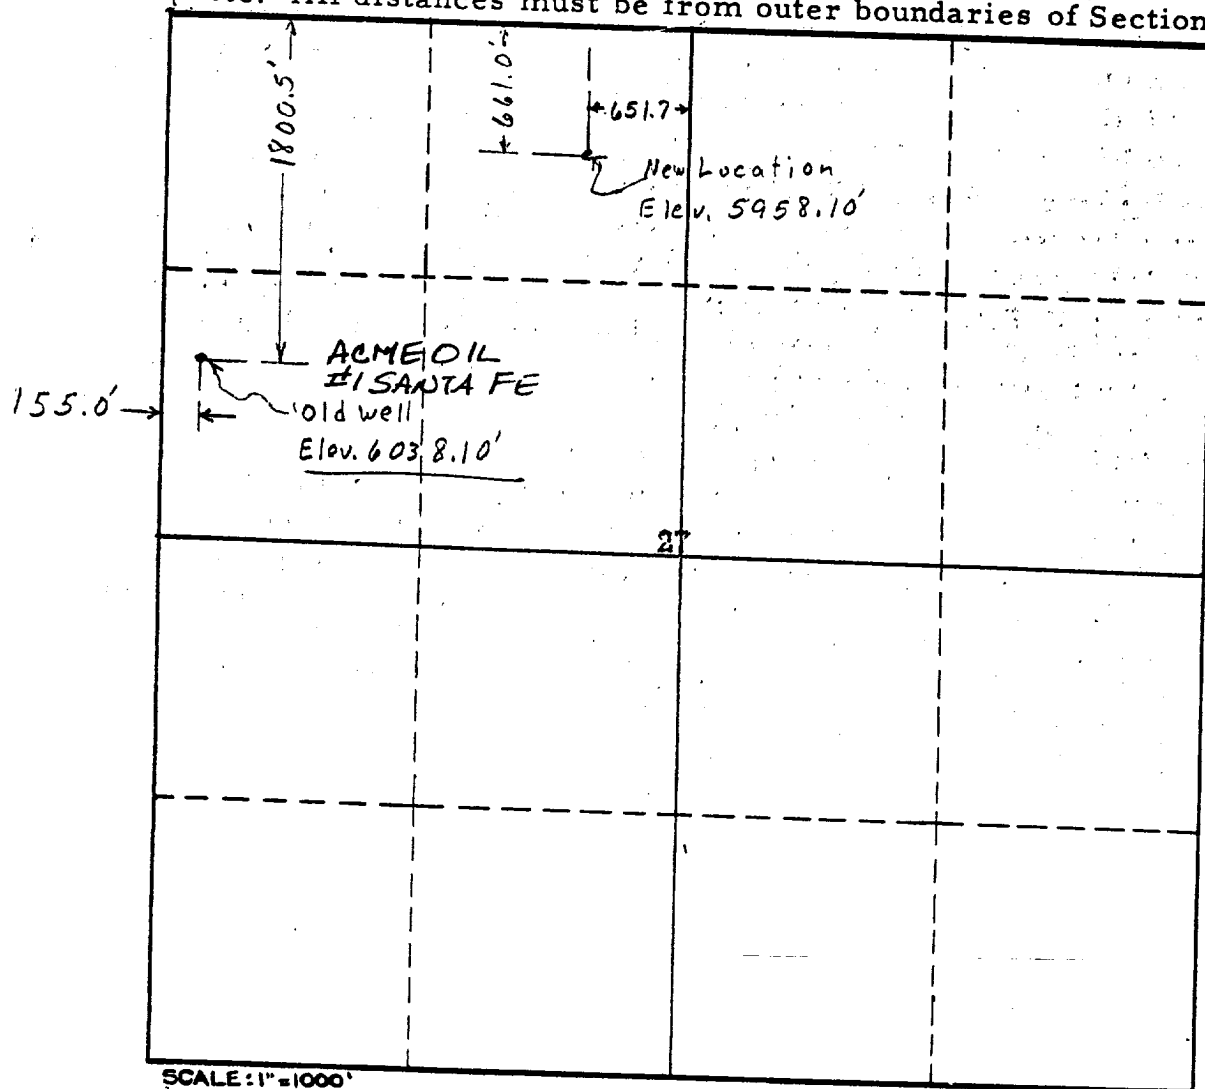 All distances must be from outer boundaries of Section
1800.5'
661.0'
651.7
New Location
Elev. 5958.10'
ACME OIL
#1 SANTA FE
155.0'
Old well
Elev. 6038.10'
27
SCALE: 1" = 1000'